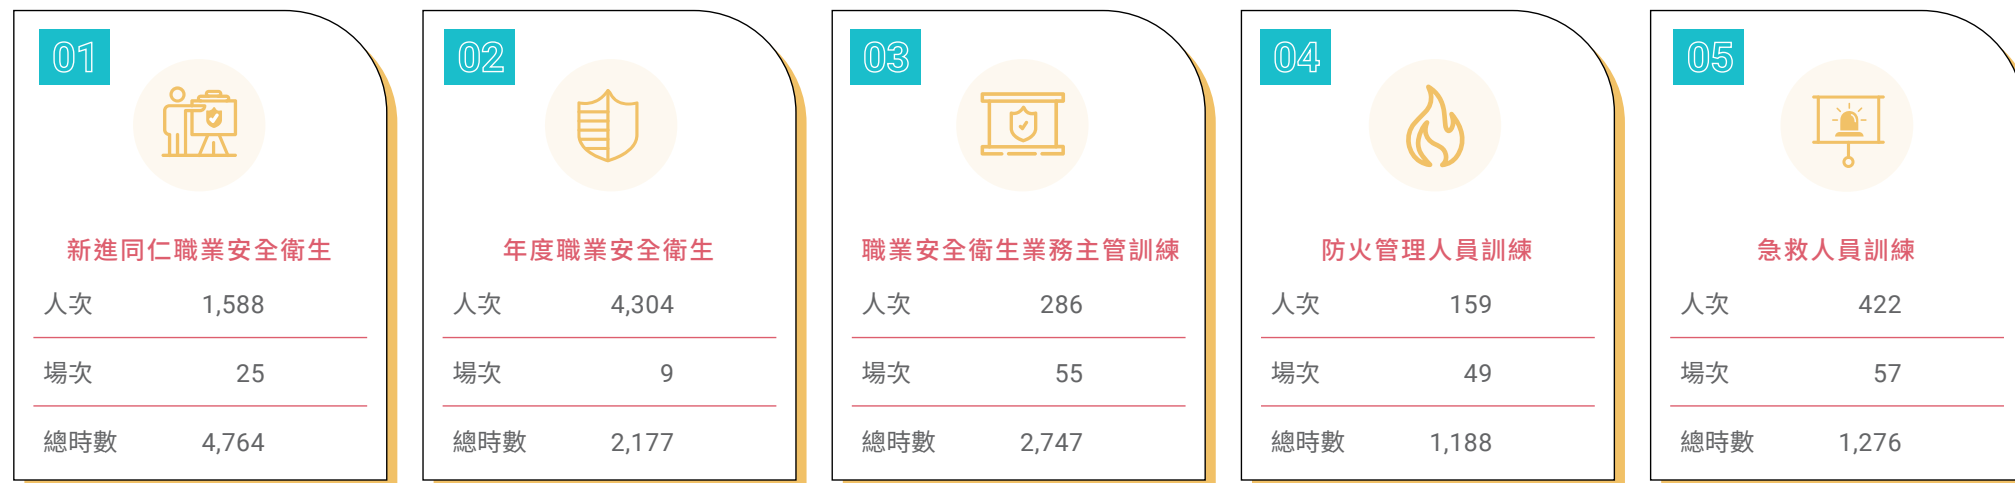 01
新進同仁職業安全衛生
人次 1,588
場次 25
總時數 4,764
02
年度職業安全衛生
人次 4,304
場次 9
總時數 2,177
03
職業安全衛生業務主管訓練
人次 286
場次 55
總時數 2,747
04
防火管理人員訓練
人次 159
場次 49
總時數 1,188
05
急救人員訓練
人次 422
場次 57
總時數 1,276